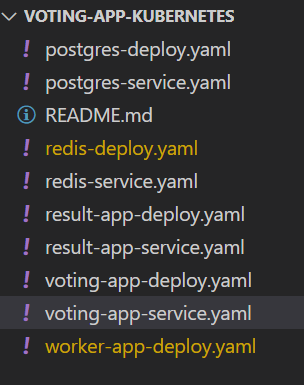 VOTING-APP-KUBERNETES
! postgres-deploy.yaml
! postgres-service.yaml
README.md
! redis-deploy.yaml
! redis-service.yaml
! result-app-deploy.yaml
! result-app-service.yaml
! voting-app-deploy.yaml
! voting-app-service.yaml
! worker-app-deploy.yaml